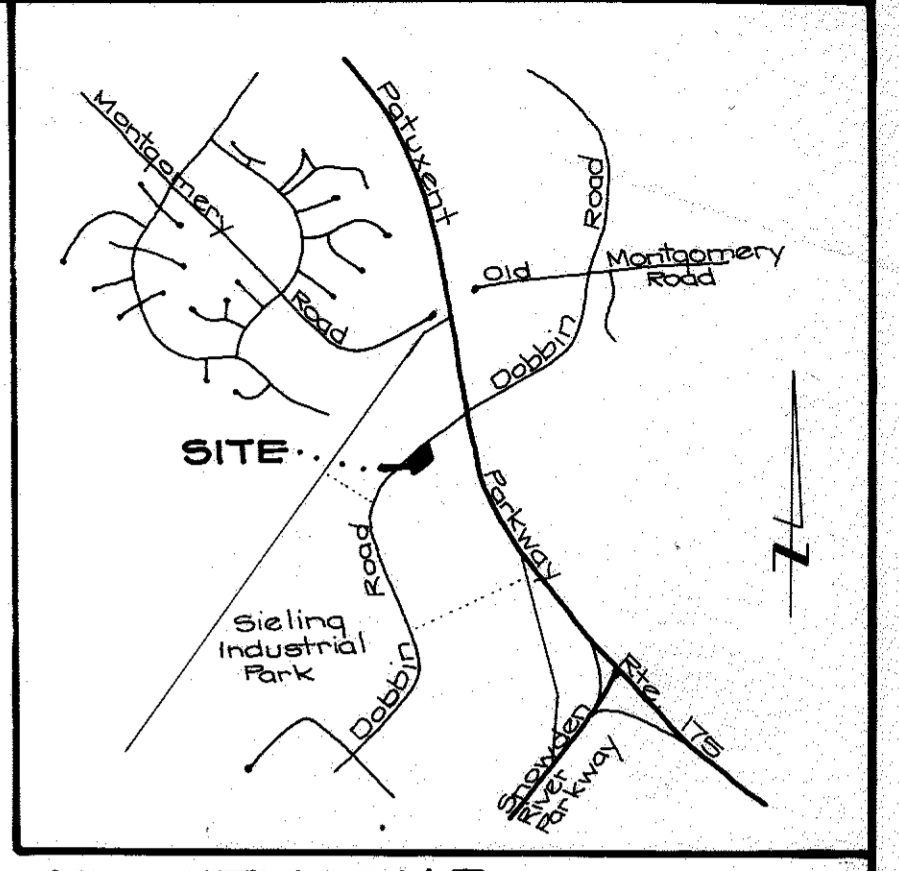 Montgomery
Road
Patuxent
Parkway
Road
Old
Montgomery
Road
Dobbin
SITE
Road
Dobbin
Sieling
Industrial
Park
Rte
175
Snowden
River
Parkway
N